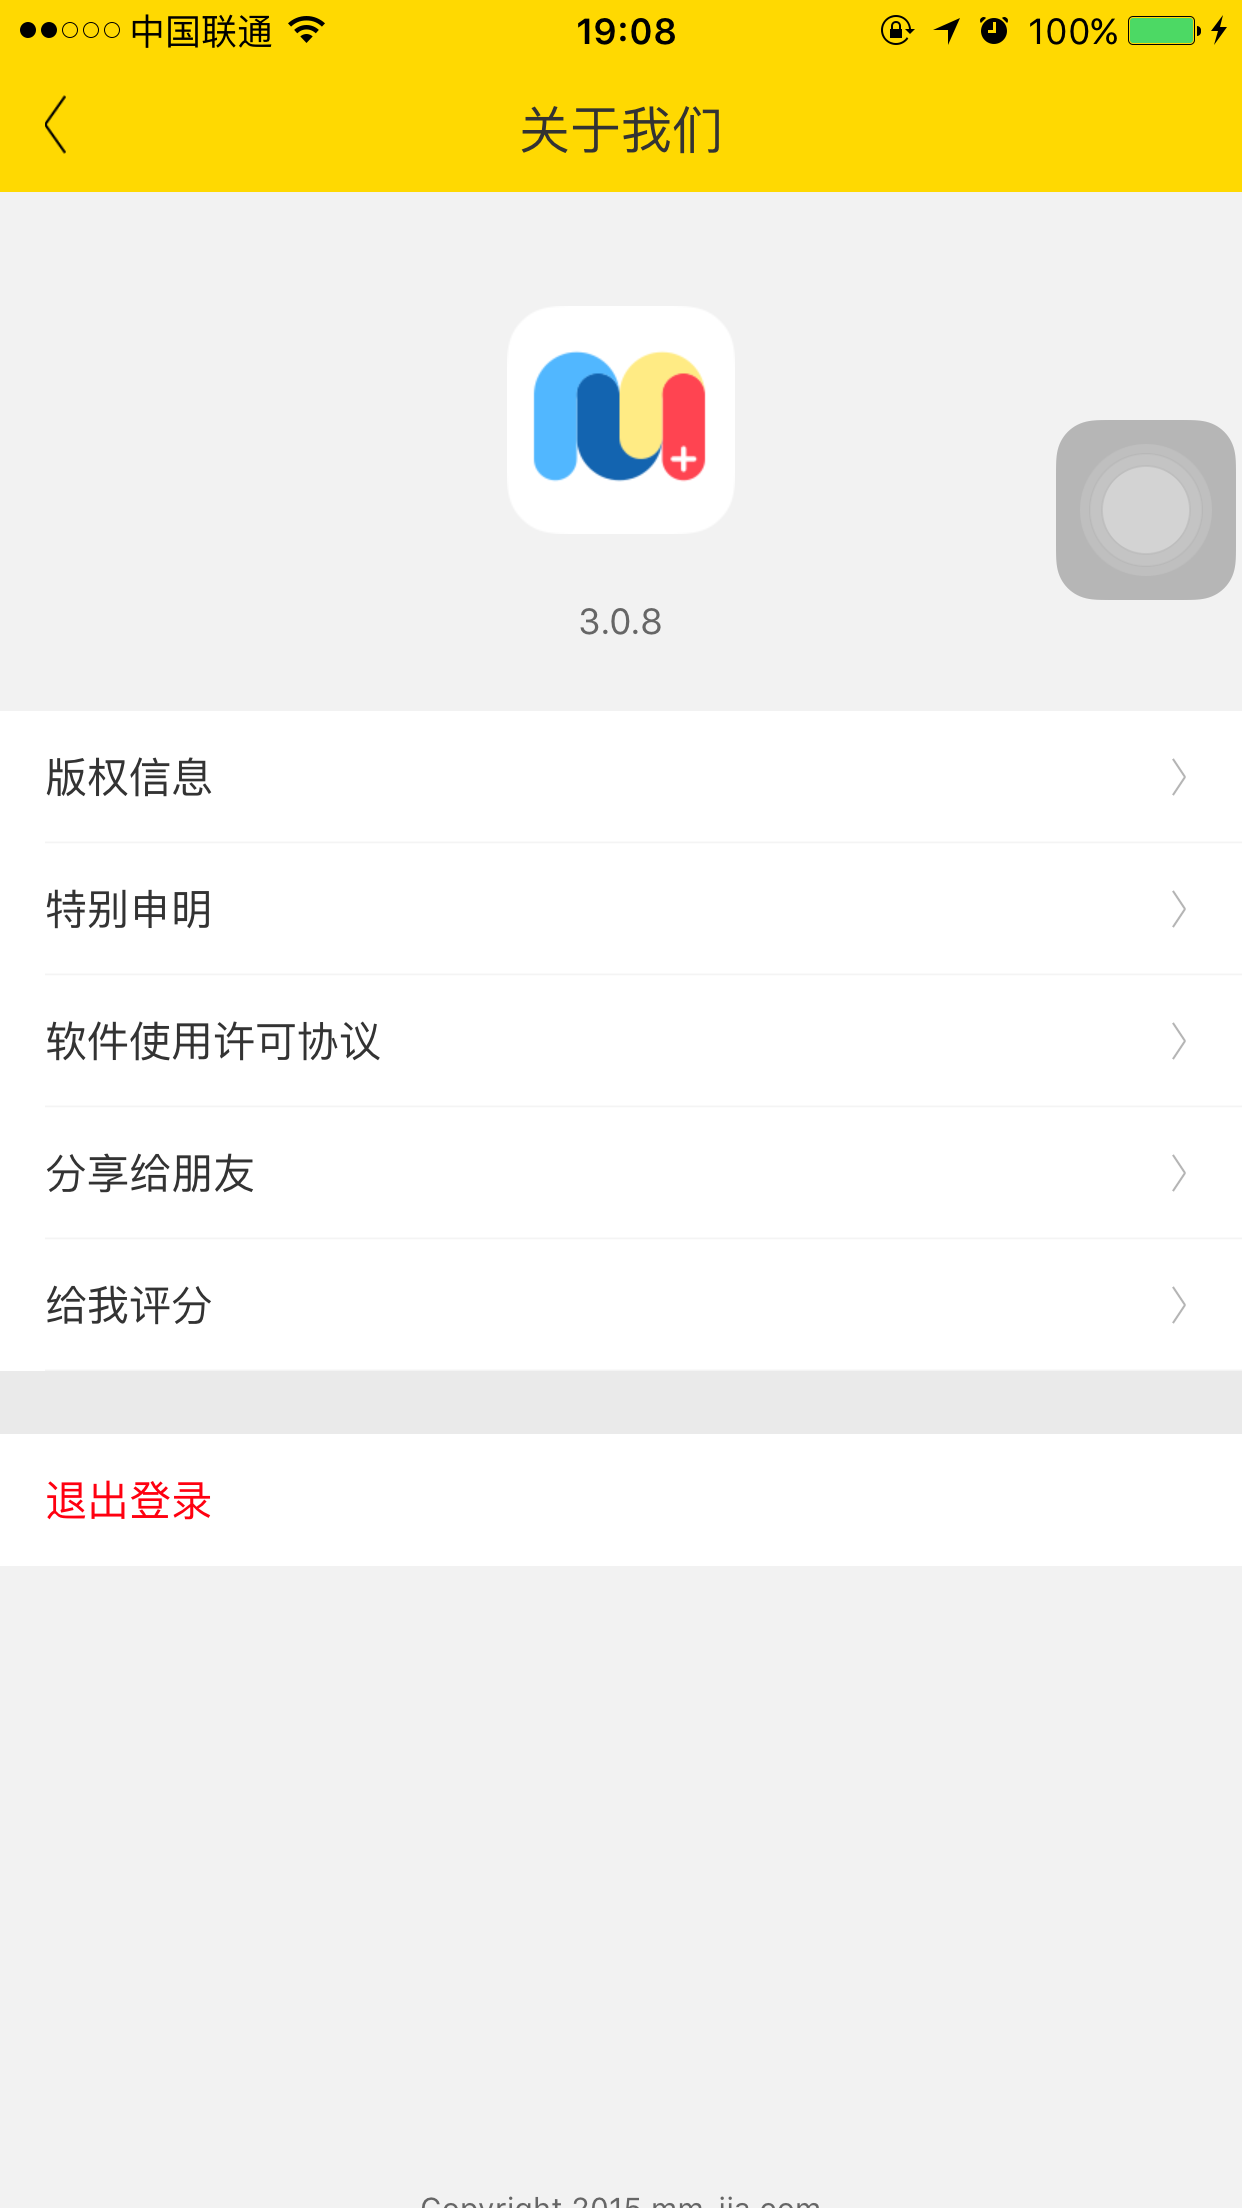 中国联通 19:08 100%
关于我们
3.0.8
版权信息
特别申明
软件使用许可协议
分享给朋友
给我评分
退出登录
Copyright 2015 mm-jia.com